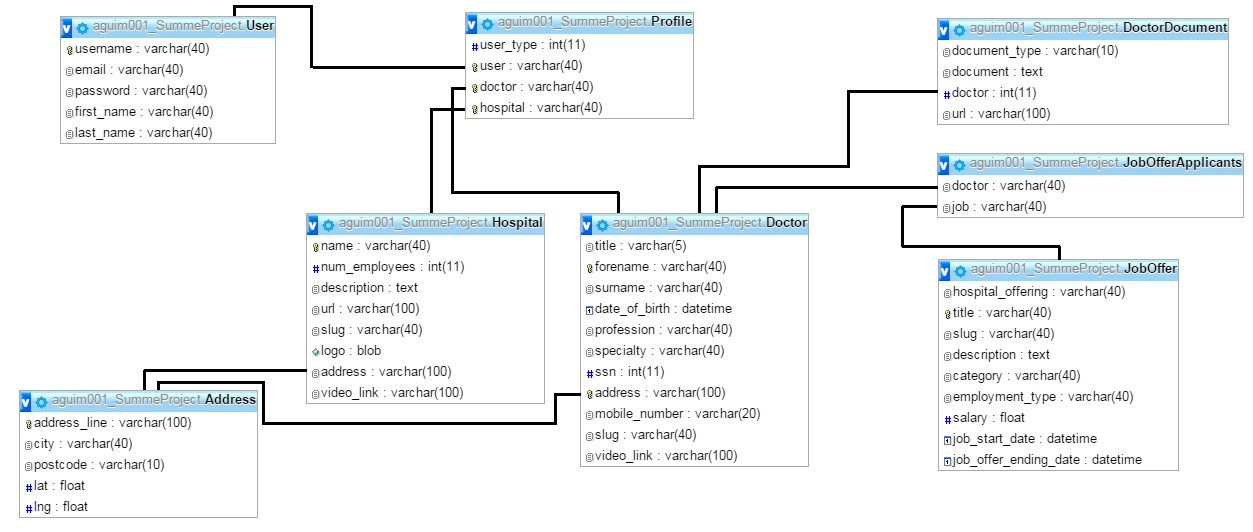 aguim001_SummeProject.User
username : varchar(40)
email : varchar(40)
password : varchar(40)
first_name : varchar(40)
last_name : varchar(40)
aguim001_SummeProject.Profile
user_type : int(11)
user : varchar(40)
doctor : varchar(40)
hospital : varchar(40)
aguim001_SummeProject.DoctorDocument
document_type : varchar(10)
document : text
doctor : int(11)
url : varchar(100)
aguim001_SummeProject.JobOfferApplicants
doctor : varchar(40)
job : varchar(40)
aguim001_SummeProject.Hospital
name : varchar(40)
num_employees : int(11)
description : text
url : varchar(100)
slug : varchar(40)
logo : blob
address : varchar(100)
video_link : varchar(100)
aguim001_SummeProject.Doctor
title : varchar(5)
forename : varchar(40)
surname : varchar(40)
date_of_birth : datetime
profession : varchar(40)
specialty : varchar(40)
ssn : int(11)
address : varchar(100)
mobile_number : varchar(20)
slug : varchar(40)
video_link : varchar(100)
aguim001_SummeProject.JobOffer
hospital_offering : varchar(40)
title : varchar(40)
slug : varchar(40)
description : text
category : varchar(40)
employment_type : varchar(40)
salary : float
job_start_date : datetime
job_offer_ending_date : datetime
aguim001_SummeProject.Address
address_line : varchar(100)
city : varchar(40)
postcode : varchar(10)
lat : float
lng : float